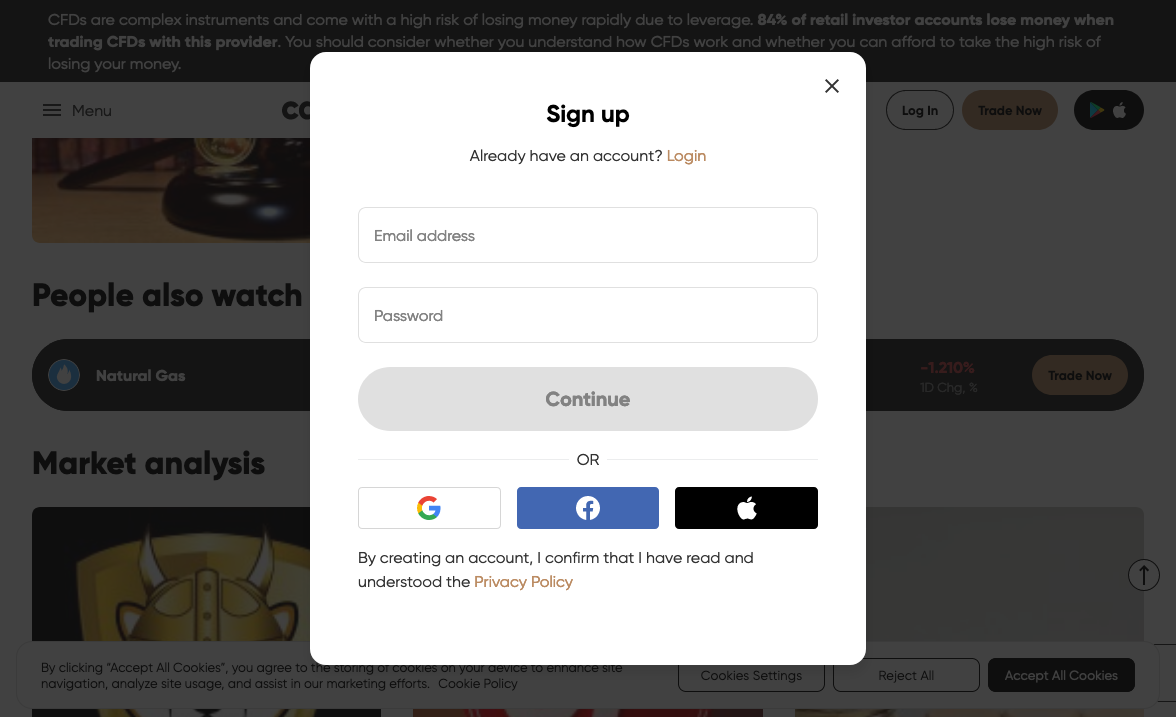 CFDs are complex instruments and come with a high risk of losing money rapidly due to leverage. 84% of retail investor accounts lose money when
trading CFDs with this provider. You should consider whether you understand how CFDs work and whether you can afford to take the high risk of
losing your money.
Menu
Log In
Trade Now
Sign up
Already have an account? Login
Email address
Password
Continue
OR
By creating an account, I confirm that I have read and
understood the Privacy Policy
People also watch
Natural Gas
-1.210%
1D Chg, %
Trade Now
Market analysis
By clicking “Accept All Cookies”, you agree to the storing of cookies on your device to enhance site
navigation, analyze site usage, and assist in our marketing efforts. Cookie Policy
Cookies Settings
Reject All
Accept All Cookies